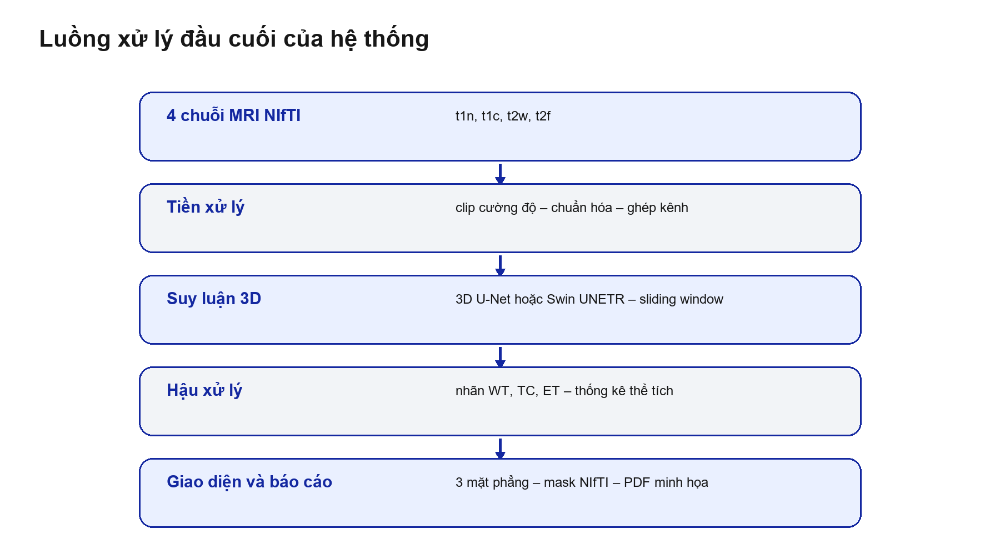 Luồng xử lý đầu cuối của hệ thống
4 chuỗi MRI NIfTI
t1n, t1c, t2w, t2f
Tiền xử lý
clip cường độ – chuẩn hóa – ghép kênh
Suy luận 3D
3D U-Net hoặc Swin UNETR – sliding window
Hậu xử lý
nhãn WT, TC, ET – thống kê thể tích
Giao diện và báo cáo
3 mặt phẳng – mask NIfTI – PDF minh họa